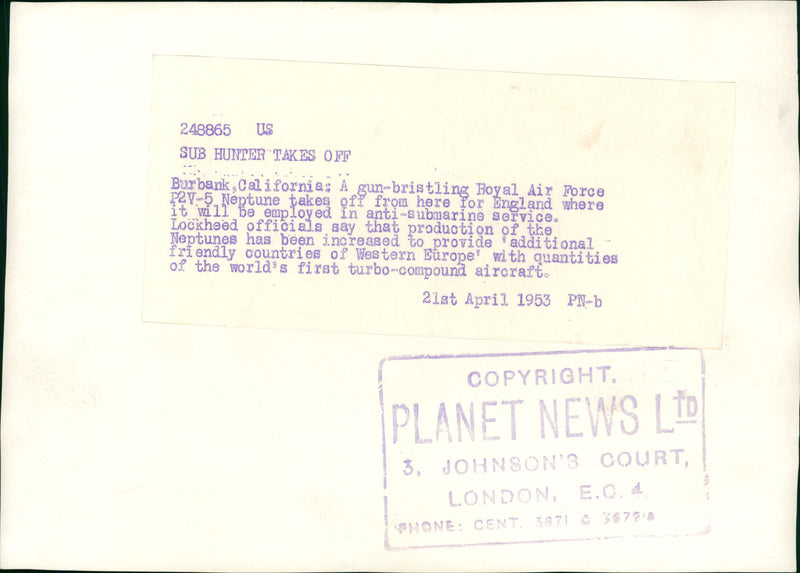 248865 US
SUB HUNTER TAKES OFF
Burbank,California: A gun-bristling Royal Air Force
P2V-5 Neptune takes off from here for England where
it will be employed in anti-submarine service.
Lockheed officials say that production of the
Neptunes has been increased to provide 'additional
friendly countries of Western Europe' with quantities
of the world's first turbo-compound aircraft.
21st April 1953 PN-b
COPYRIGHT.
PLANET NEWS LTD
3, JOHNSON'S COURT,
LONDON, E.C.4
PHONE: CENT. 3671